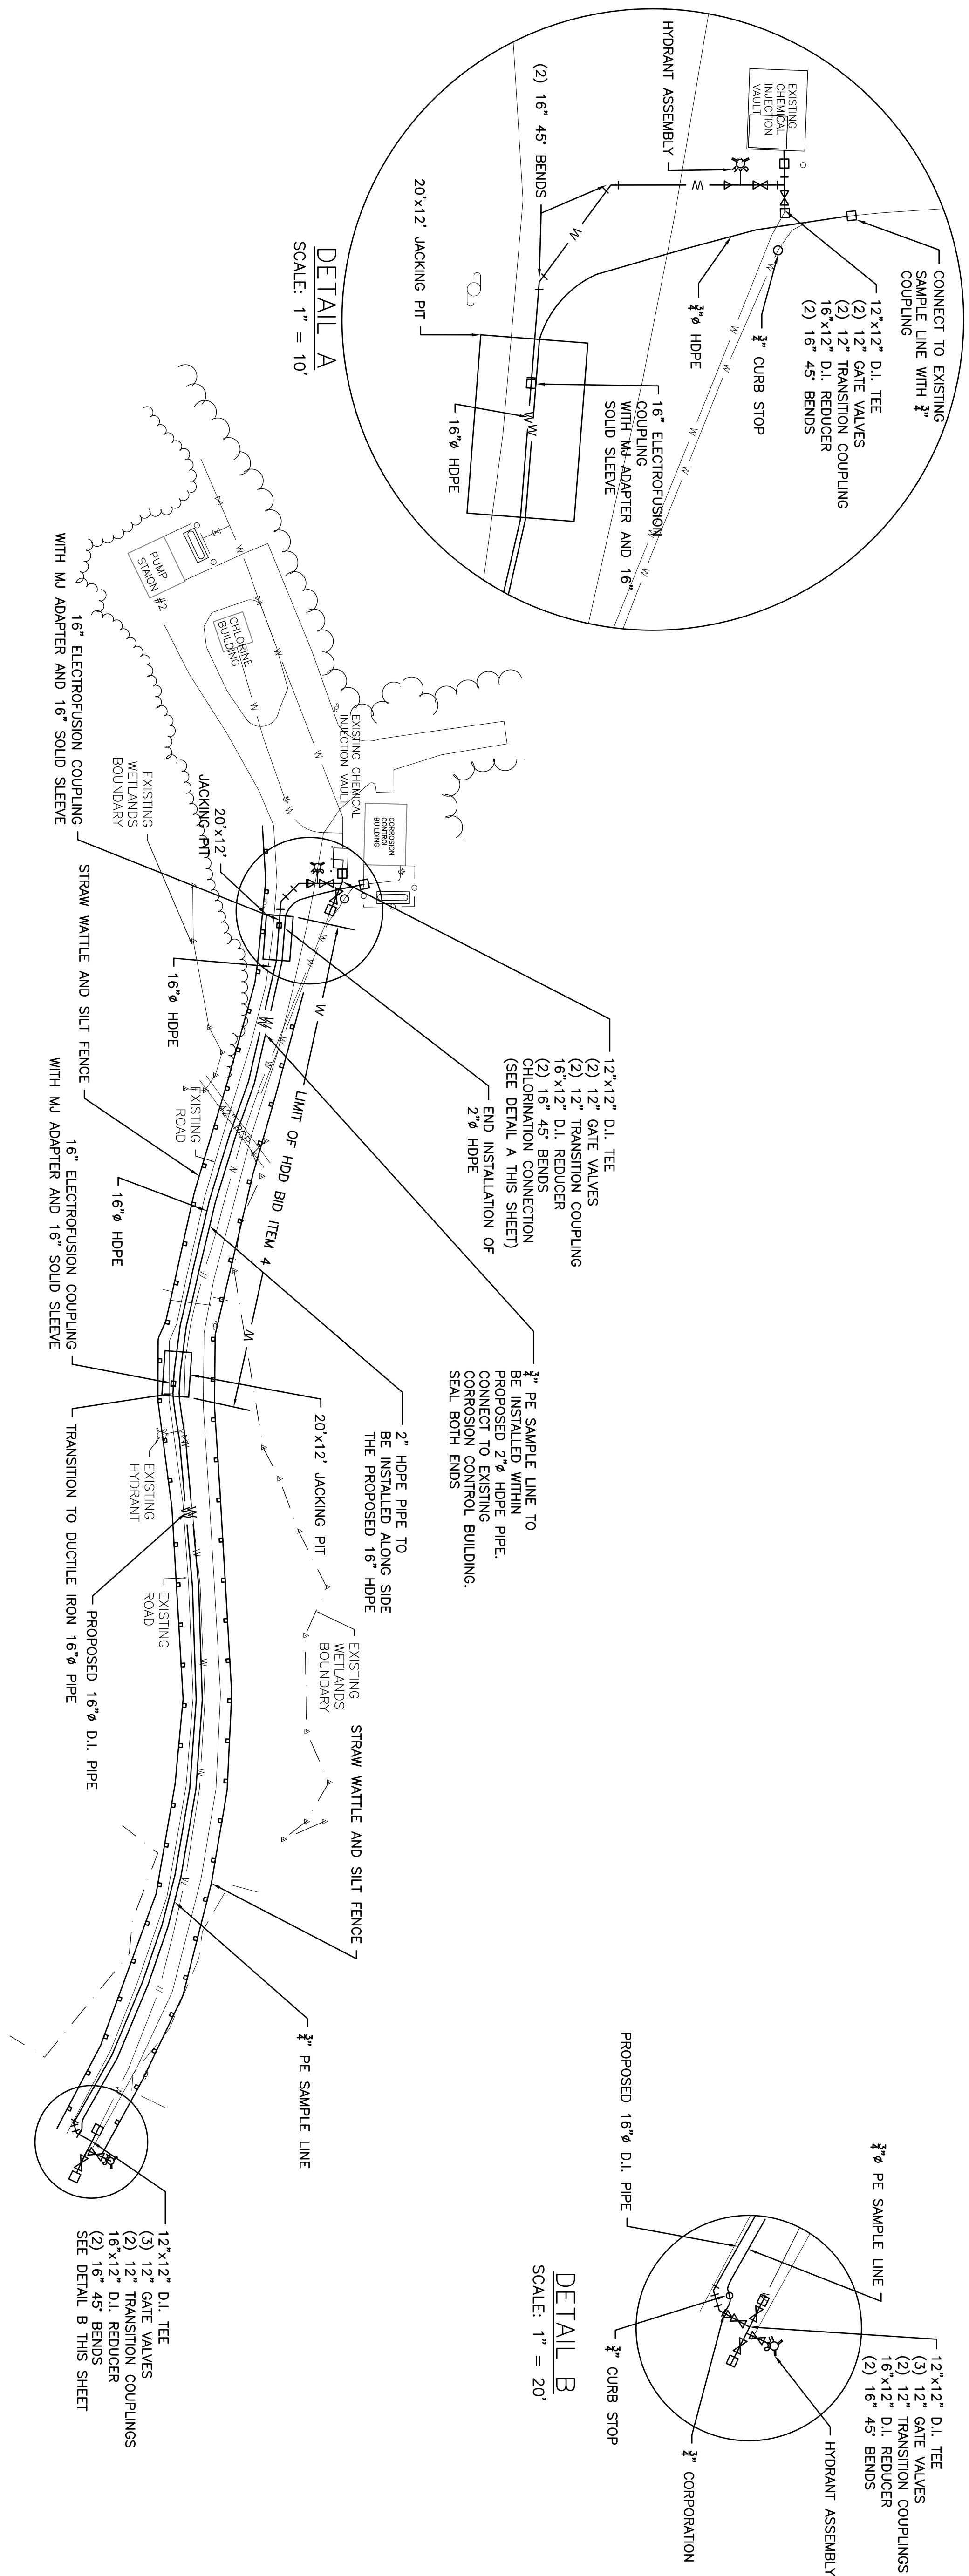 CONNECT TO EXISTING
SAMPLE LINE WITH ¾"
COUPLING
12"x12" D.I. TEE
(2) 12" GATE VALVES
(2) 12" TRANSITION COUPLING
16"x12" D.I. REDUCER
(2) 16" 45° BENDS
¾" CURB STOP
¾"ø HDPE
EXISTING
CHEMICAL
INJECTION
VAULT
HYDRANT ASSEMBLY
(2) 16" 45° BENDS
20'x12' JACKING PIT
16" ELECTROFUSION
COUPLING
WITH MJ ADAPTER AND 16"
SOLID SLEEVE
16"ø HDPE
W
W
W
W
W
W
W
W
W
W
W
W
DETAIL A
SCALE: 1" = 10'
PUMP
STAION #2
CHLORINE
BUILDING
EXISTING CHEMICAL
INJECTION VAULT
CORROSION
CONTROL
BUILDING
20'x12'
JACKING PIT
EXISTING
WETLANDS
BOUNDARY
16" ELECTROFUSION COUPLING
WITH MJ ADAPTER AND 16" SOLID SLEEVE
STRAW WATTLE AND SILT FENCE
16"ø HDPE
42" RCP
EXISTING
ROAD
LIMIT OF HDD BID ITEM 4
12"x12" D.I. TEE
(2) 12" GATE VALVES
(2) 12" TRANSITION COUPLING
16"x12" D.I. REDUCER
(2) 16" 45° BENDS
CHLORINATION CONNECTION
(SEE DETAIL A THIS SHEET)
END INSTALLATION OF
2"ø HDPE
¾" PE SAMPLE LINE TO
BE INSTALLED WITHIN
PROPOSED 2"ø HDPE PIPE.
CONNECT TO EXISTING
CORROSION CONTROL BUILDING.
SEAL BOTH ENDS
2" HDPE PIPE TO
BE INSTALLED ALONG SIDE
THE PROPOSED 16" HDPE
16"ø HDPE
16" ELECTROFUSION COUPLING
WITH MJ ADAPTER AND 16" SOLID SLEEVE
20'x12' JACKING PIT
TRANSITION TO DUCTILE IRON 16"ø PIPE
EXISTING
HYDRANT
PROPOSED 16"ø D.I. PIPE
EXISTING
ROAD
EXISTING
WETLANDS
BOUNDARY
STRAW WATTLE AND SILT FENCE
¾" PE SAMPLE LINE
12"x12" D.I. TEE
(3) 12" GATE VALVES
(2) 12" TRANSITION COUPLINGS
16"x12" D.I. REDUCER
(2) 16" 45° BENDS
SEE DETAIL B THIS SHEET
¾"ø PE SAMPLE LINE
PROPOSED 16"ø D.I. PIPE
12"x12" D.I. TEE
(3) 12" GATE VALVES
(2) 12" TRANSITION COUPLINGS
16"x12" D.I. REDUCER
(2) 16" 45° BENDS
HYDRANT ASSEMBLY
¾" CORPORATION
¾" CURB STOP
DETAIL B
SCALE: 1" = 20'